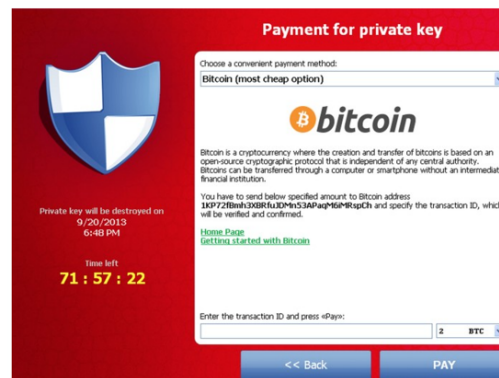 Payment for private key
Choose a convenient payment method:
Bitcoin (most cheap option)
bitcoin
Bitcoin is a cryptocurrency where the creation and transfer of bitcoins is based on an
open-source cryptographic protocol that is independent of any central authority.
Bitcoins can be transferred through a computer or smartphone without an intermediat
financial institution.
You have to send below specified amount to Bitcoin address
and specify the transaction ID, which
will be verified and confirmed.
Home Page
Getting started with Bitcoin
Private key will be destroyed on
9/20/2013
6:48 PM
Time left
71 : 57 : 22
Enter the transaction ID and press «Pay»:
2 BTC
<< Back
PAY